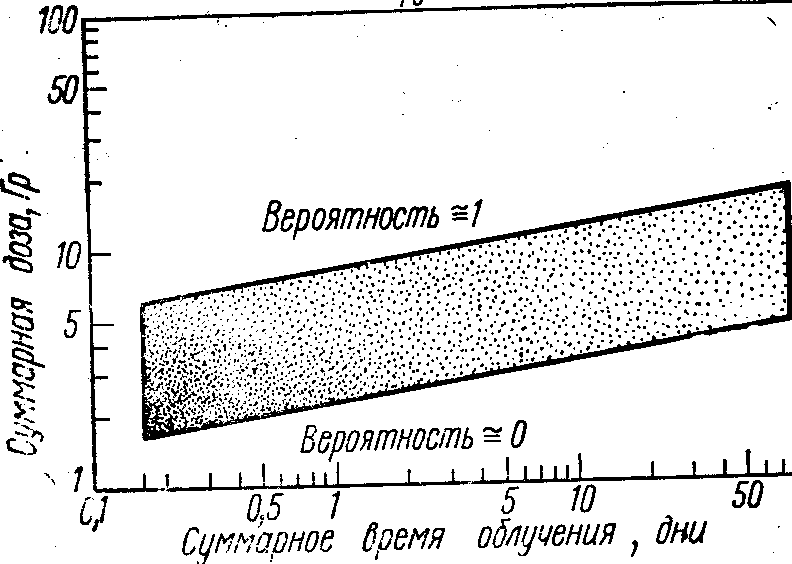 100
50
Суммарная доза, Гр
Вероятность ≅ 1
10
5
Вероятность ≅ 0
1
0,1 0,5 1 5 10 50
Суммарное время облучения, дни